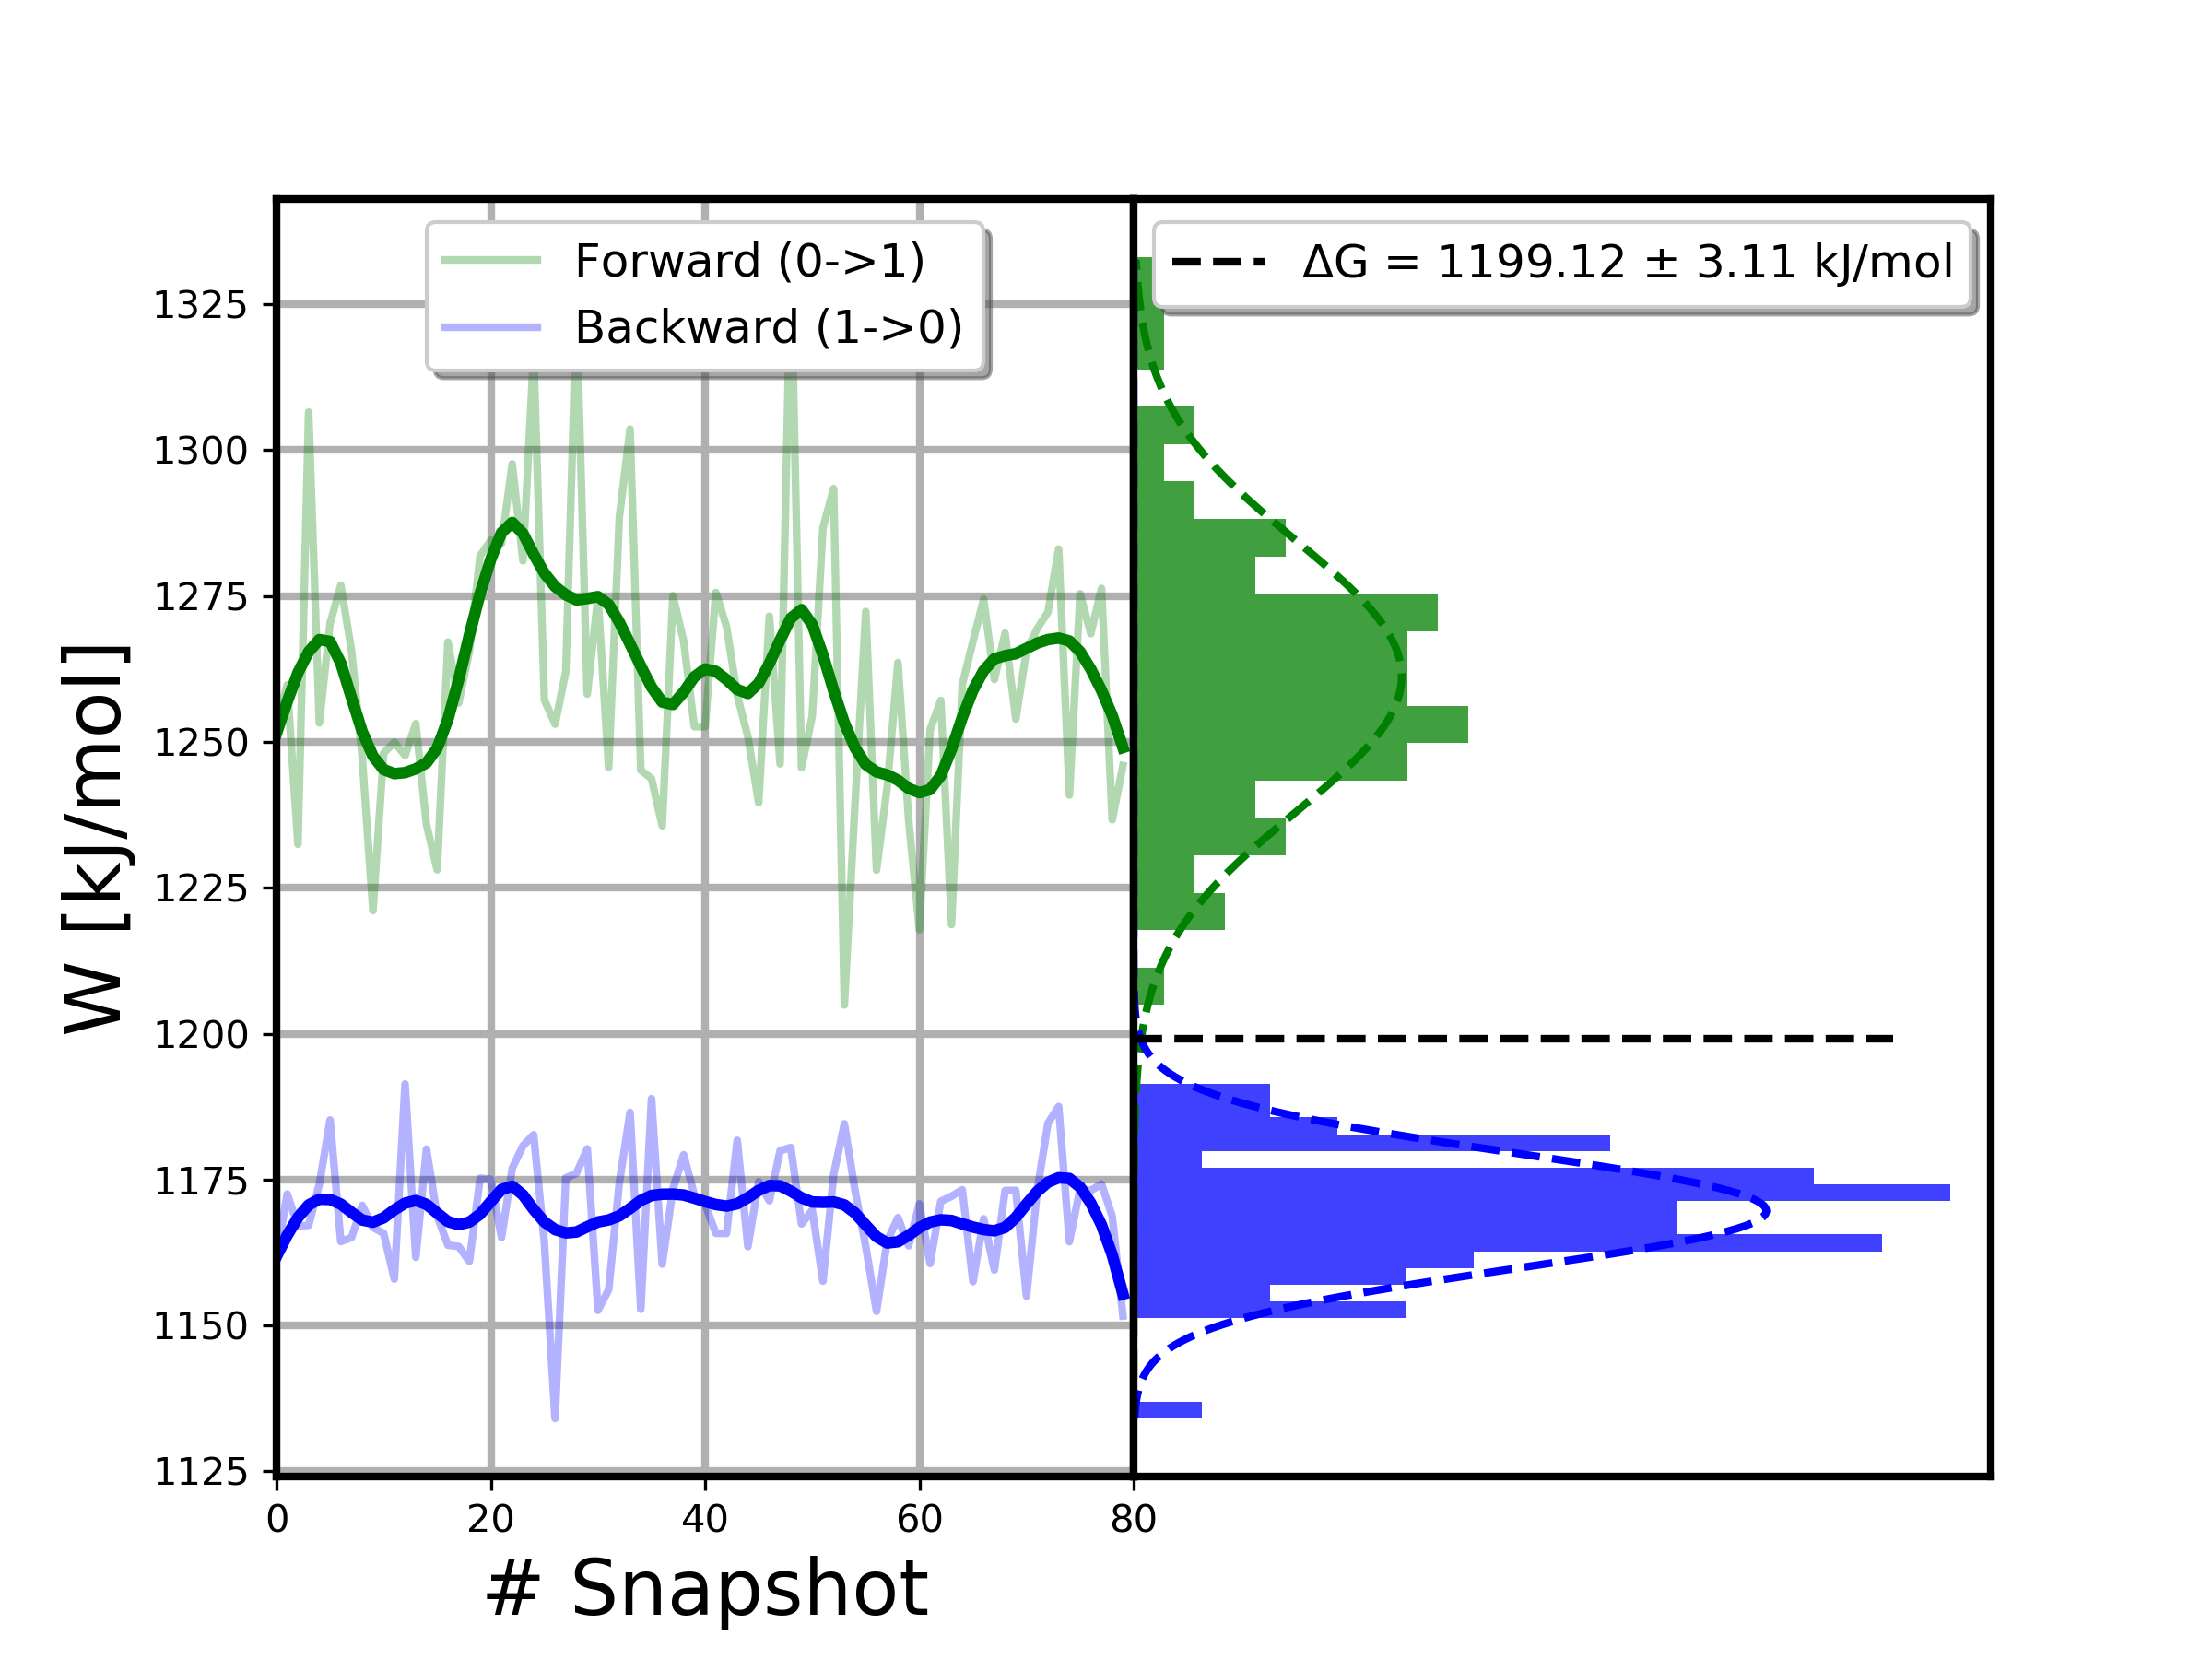 Forward (0->1)
Backward (1->0)
ΔG = 1199.12 ± 3.11 kJ/mol
W [kJ/mol]
1325
1300
1275
1250
1225
1200
1175
1150
1125
0 20 40 60 80
# Snapshot